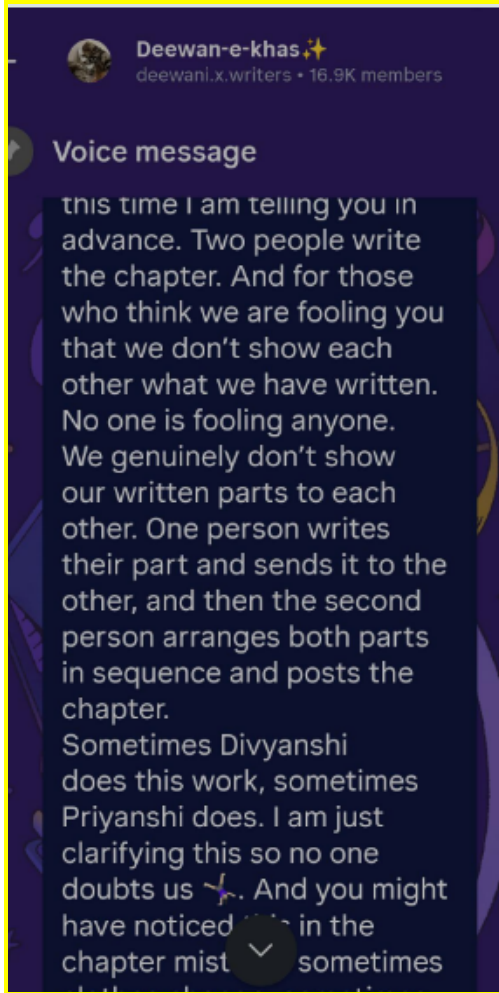 Deewan-e-khas✨
deewani.x.writers • 16.9K members
Voice message
this time I am telling you in
advance. Two people write
the chapter. And for those
who think we are fooling you
that we don't show each
other what we have written.
No one is fooling anyone.
We genuinely don't show
our written parts to each
other. One person writes
their part and sends it to the
other, and then the second
person arranges both parts
in sequence and posts the
chapter.
Sometimes Divyanshi
does this work, sometimes
Priyanshi does. I am just
clarifying this so no one
doubts us 🤸‍♀️. And you might
have noticed in the
chapter sometimes